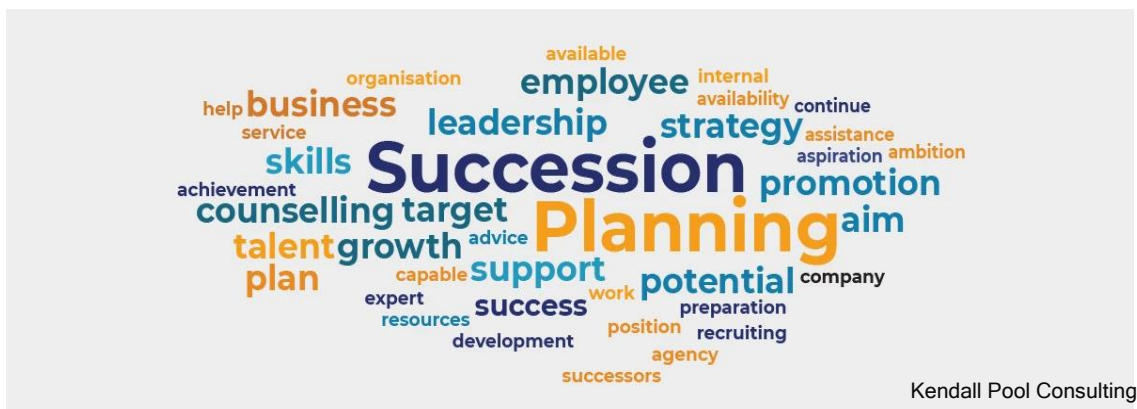 available
organisation employee internal
help business availability continue
service leadership strategy assistance
skills Succession aspiration ambition
achievement promotion
counselling target Planning aim
talent growth advice
plan capable support potential company
expert success work preparation
resources position recruiting
development agency
successors
Kendall Pool Consulting